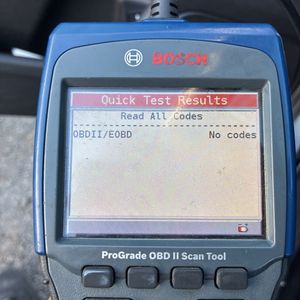 BOSCH
Quick Test Results
Read All Codes
OBDII/EOBD No codes
ProGrade OBD II Scan Tool